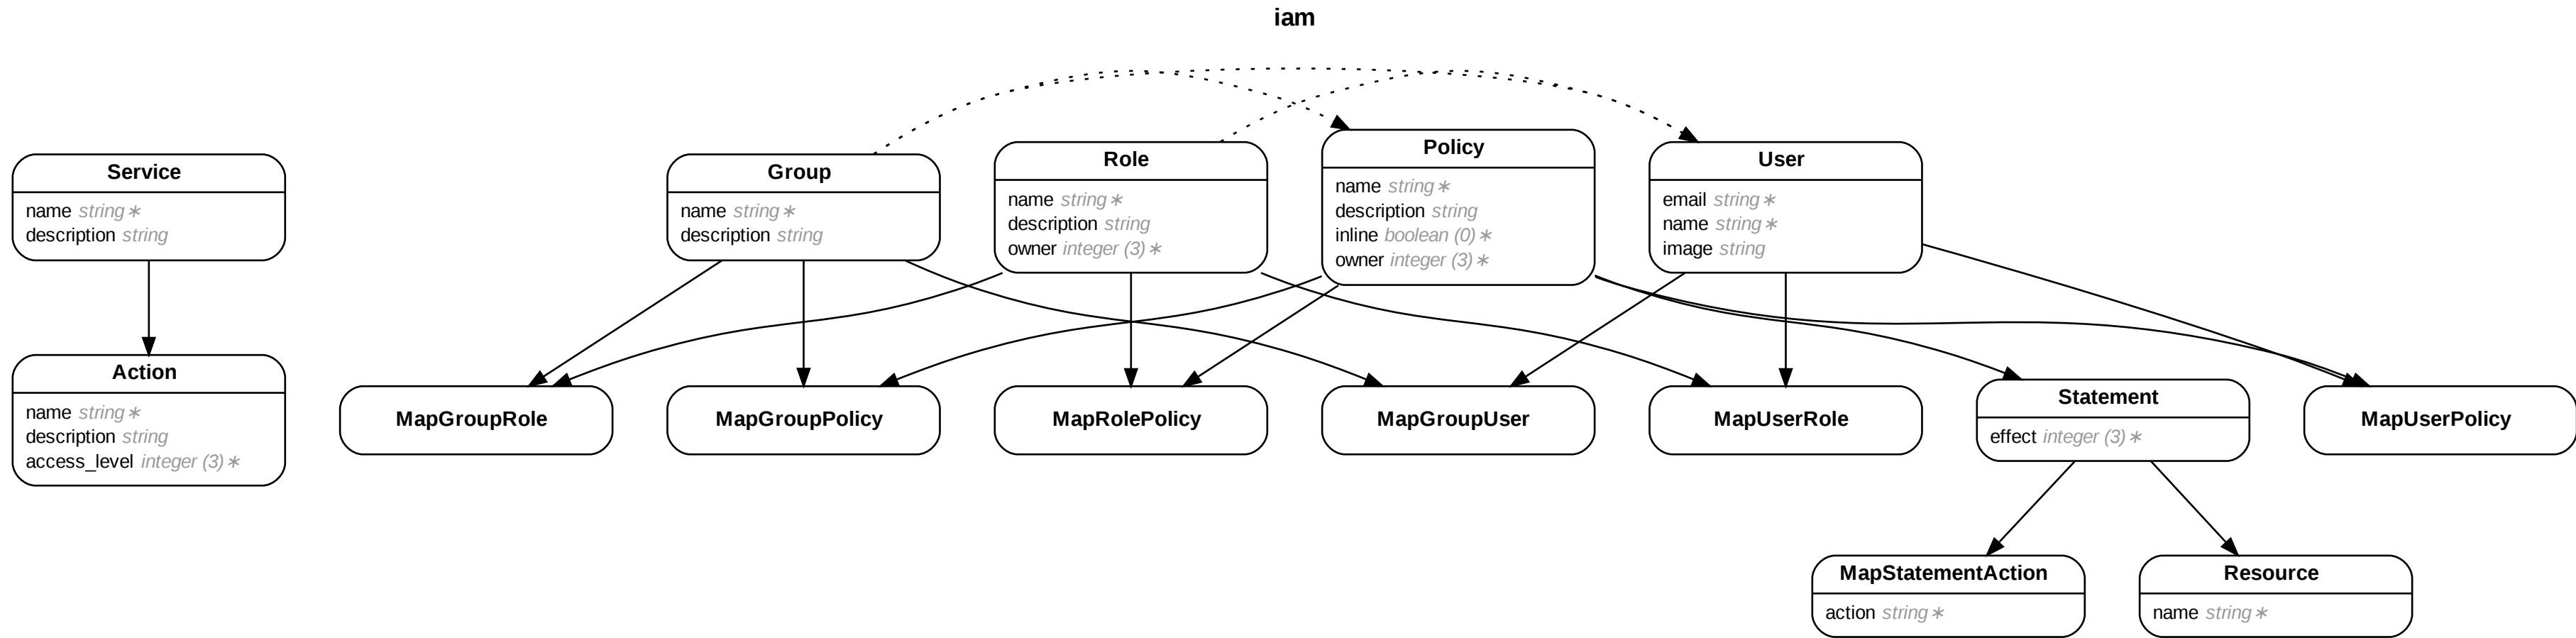 iam
Service
name string∗
description string
Group
name string∗
description string
Role
name string∗
description string
owner integer (3)∗
Policy
name string∗
description string
inline boolean (0)∗
owner integer (3)∗
User
email string∗
name string∗
image string
Action
name string∗
description string
access_level integer (3)∗
MapGroupRole
MapGroupPolicy
MapRolePolicy
MapGroupUser
MapUserRole
Statement
effect integer (3)∗
MapUserPolicy
MapStatementAction
action string∗
Resource
name string∗